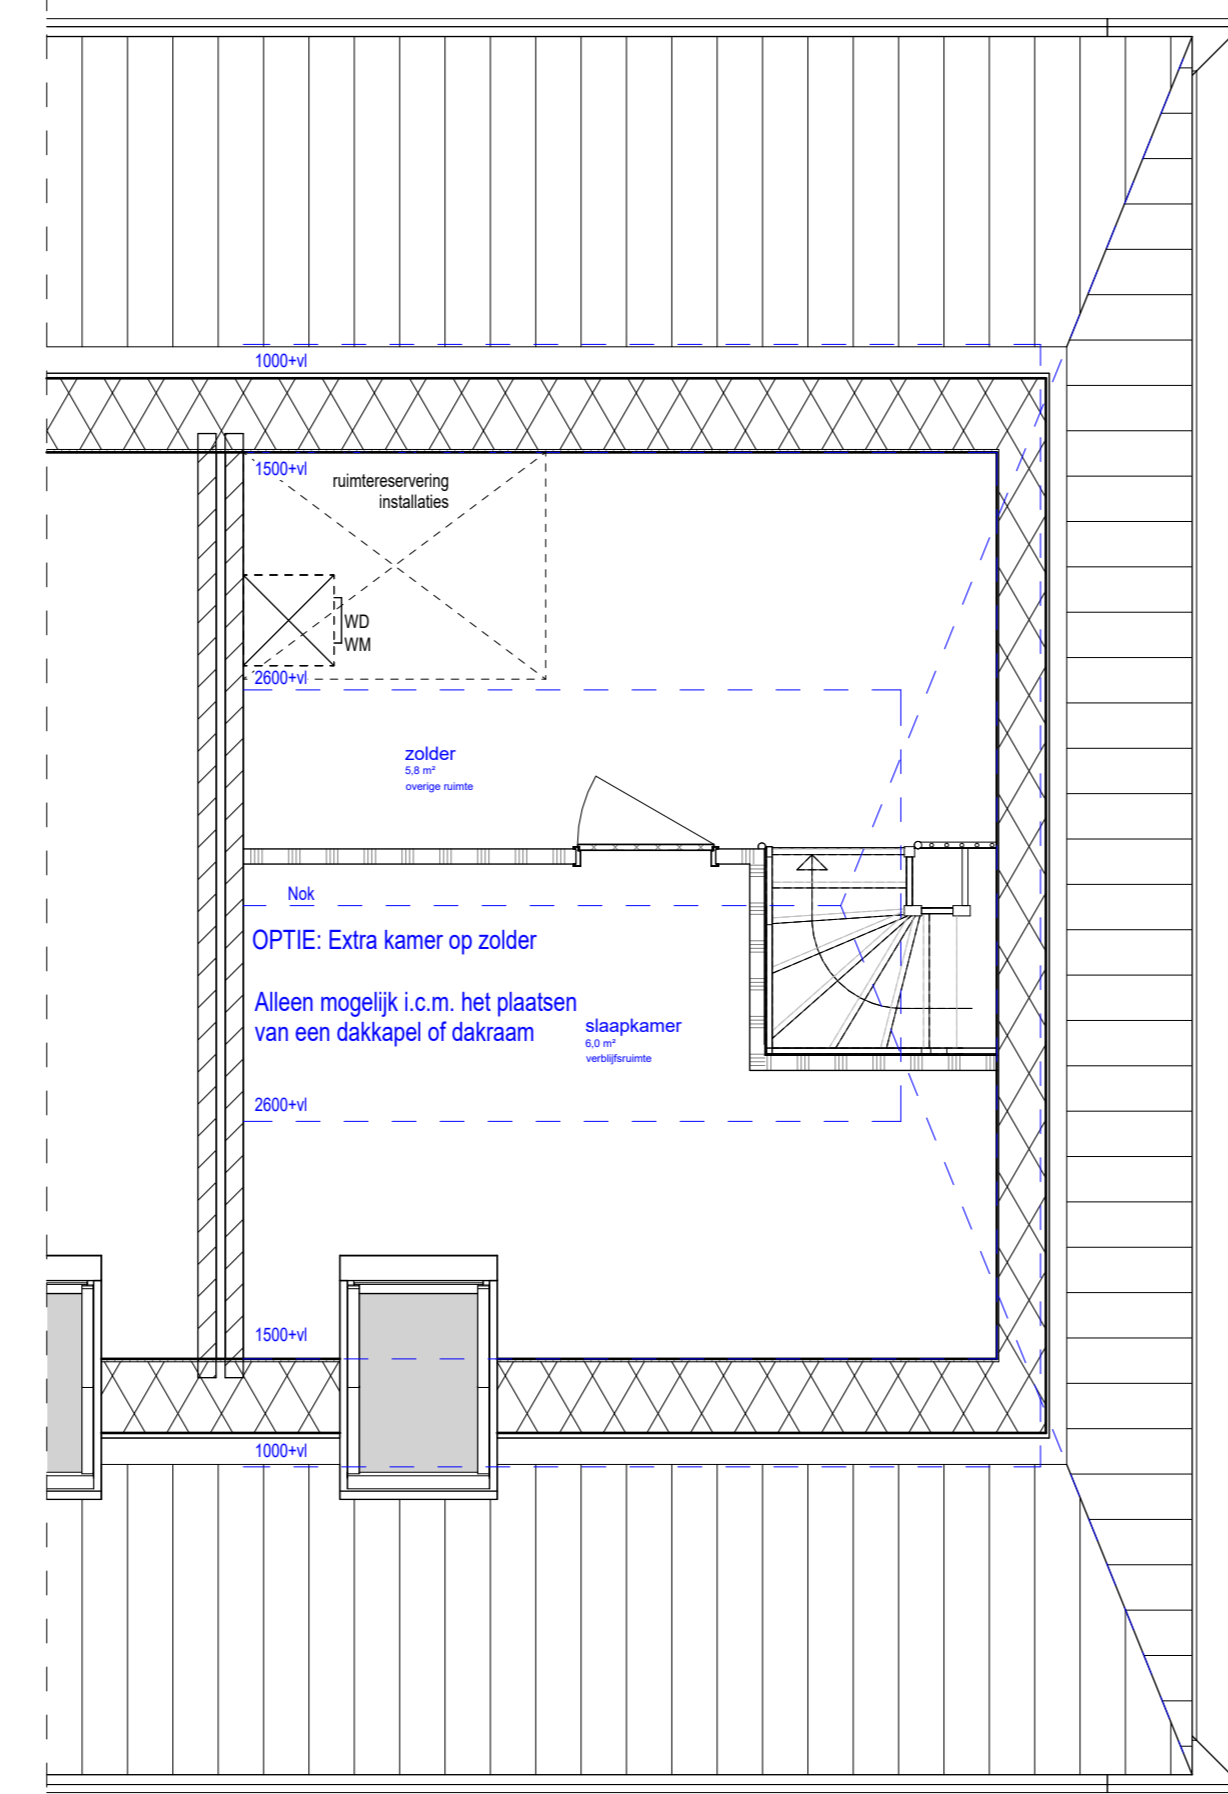 1000+vl
1500+vl
ruimtereservering
installaties
WD
WM
2600+vl
zolder
5,8 m²
overige ruimte
Nok
OPTIE: Extra kamer op zolder
Alleen mogelijk i.c.m. het plaatsen
van een dakkapel of dakraam
slaapkamer
6,0 m²
verblijfsruimte
2600+vl
1500+vl
1000+vl